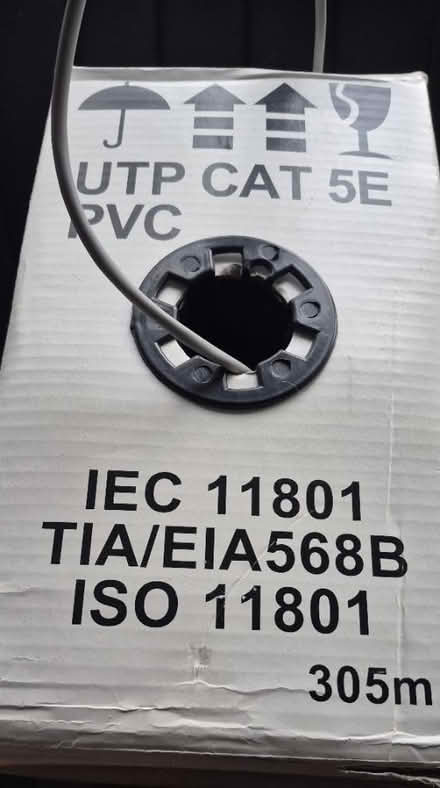 UTP CAT 5E
PVC
IEC 11801
TIA/EIA568B
ISO 11801
305m